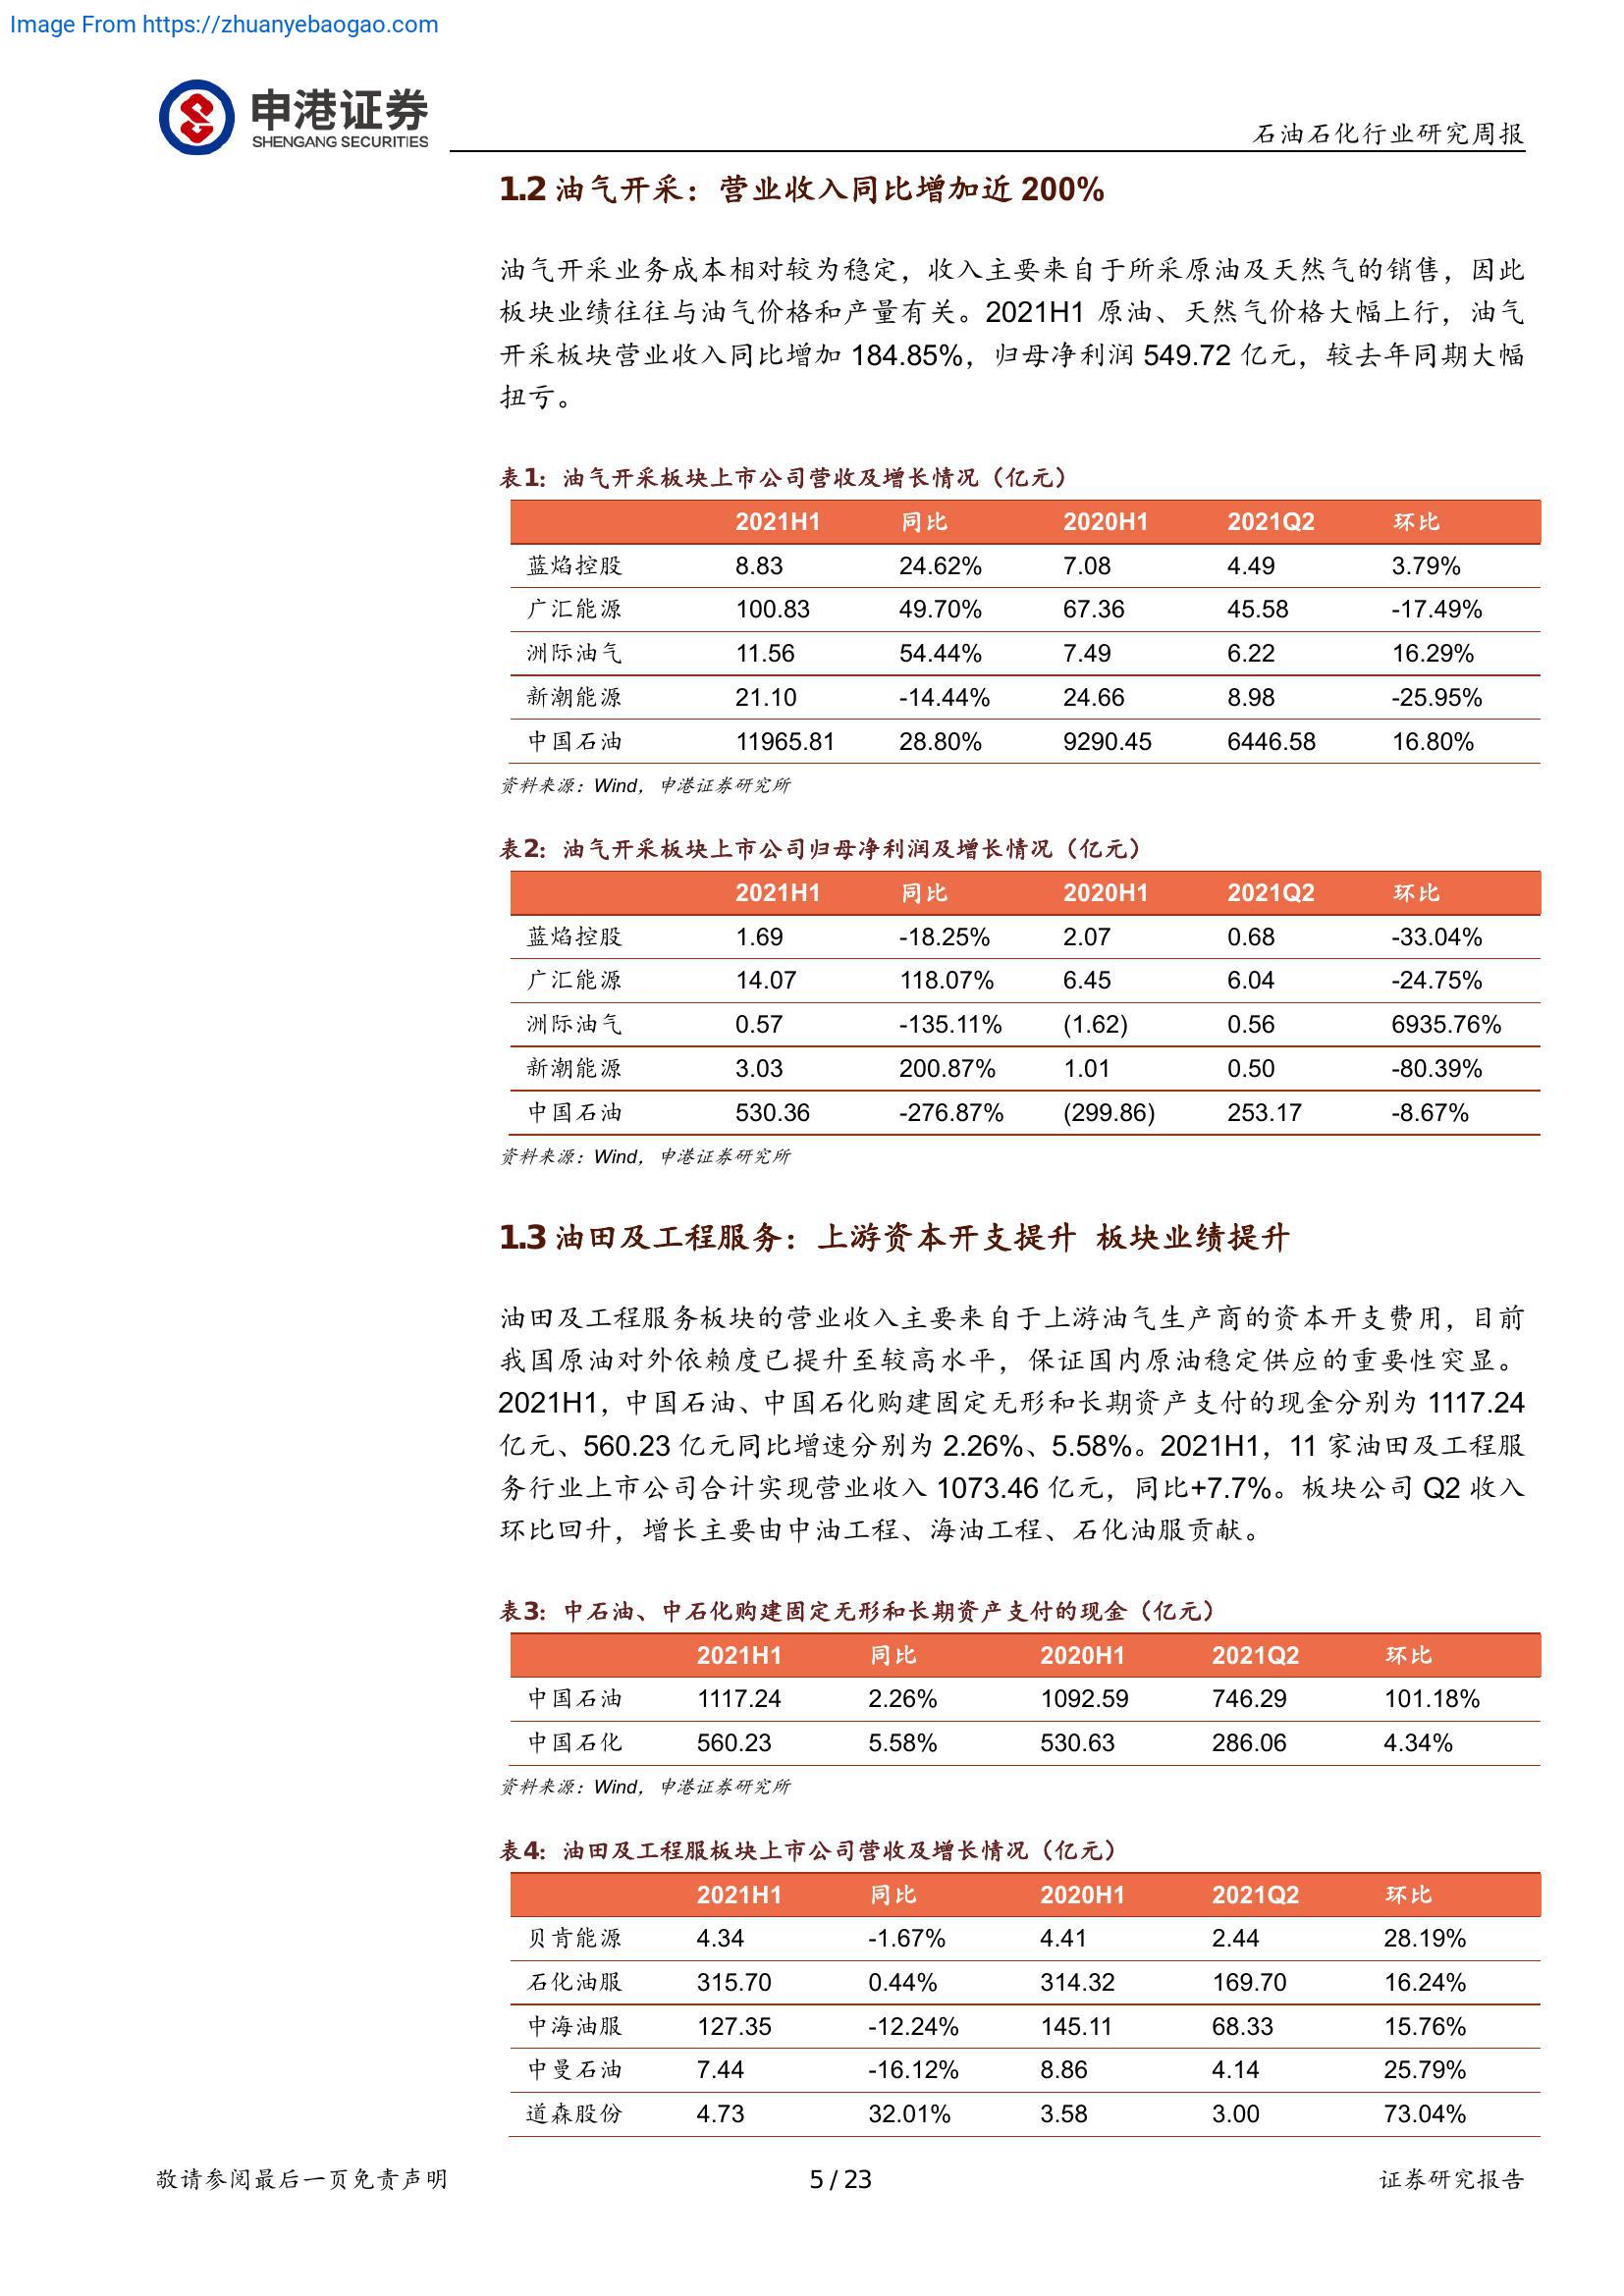 Image From https://zhuanyebaogao.com
申港证券
SHENGANG SECURITIES
石油石化行业研究周报
1.2 油气开采：营业收入同比增加近 200%
油气开采业务成本相对较为稳定，收入主要来自于所采原油及天然气的销售，因此
板块业绩往往与油气价格和产量有关。2021H1 原油、天然气价格大幅上行，油气
开采板块营业收入同比增加 184.85%，归母净利润 549.72 亿元，较去年同期大幅
扭亏。
表1：油气开采板块上市公司营收及增长情况（亿元）
2021H1 同比 2020H1 2021Q2 环比
蓝焰控股 8.83 24.62% 7.08 4.49 3.79%
广汇能源 100.83 49.70% 67.36 45.58 -17.49%
洲际油气 11.56 54.44% 7.49 6.22 16.29%
新潮能源 21.10 -14.44% 24.66 8.98 -25.95%
中国石油 11965.81 28.80% 9290.45 6446.58 16.80%
资料来源：Wind，申港证券研究所
表2：油气开采板块上市公司归母净利润及增长情况（亿元）
2021H1 同比 2020H1 2021Q2 环比
蓝焰控股 1.69 -18.25% 2.07 0.68 -33.04%
广汇能源 14.07 118.07% 6.45 6.04 -24.75%
洲际油气 0.57 -135.11% (1.62) 0.56 6935.76%
新潮能源 3.03 200.87% 1.01 0.50 -80.39%
中国石油 530.36 -276.87% (299.86) 253.17 -8.67%
资料来源：Wind，申港证券研究所
1.3 油田及工程服务：上游资本开支提升 板块业绩提升
油田及工程服务板块的营业收入主要来自于上游油气生产商的资本开支费用，目前
我国原油对外依赖度已提升至较高水平，保证国内原油稳定供应的重要性突显。
2021H1，中国石油、中国石化购建固定无形和长期资产支付的现金分别为 1117.24
亿元、560.23 亿元同比增速分别为 2.26%、5.58%。2021H1，11 家油田及工程服
务行业上市公司合计实现营业收入 1073.46 亿元，同比+7.7%。板块公司 Q2 收入
环比回升，增长主要由中油工程、海油工程、石化油服贡献。
表3：中石油、中石化购建固定无形和长期资产支付的现金（亿元）
2021H1 同比 2020H1 2021Q2 环比
中国石油 1117.24 2.26% 1092.59 746.29 101.18%
中国石化 560.23 5.58% 530.63 286.06 4.34%
资料来源：Wind，申港证券研究所
表4：油田及工程服板块上市公司营收及增长情况（亿元）
2021H1 同比 2020H1 2021Q2 环比
贝肯能源 4.34 -1.67% 4.41 2.44 28.19%
石化油服 315.70 0.44% 314.32 169.70 16.24%
中海油服 127.35 -12.24% 145.11 68.33 15.76%
中曼石油 7.44 -16.12% 8.86 4.14 25.79%
道森股份 4.73 32.01% 3.58 3.00 73.04%
敬请参阅最后一页免责声明 5 / 23 证券研究报告